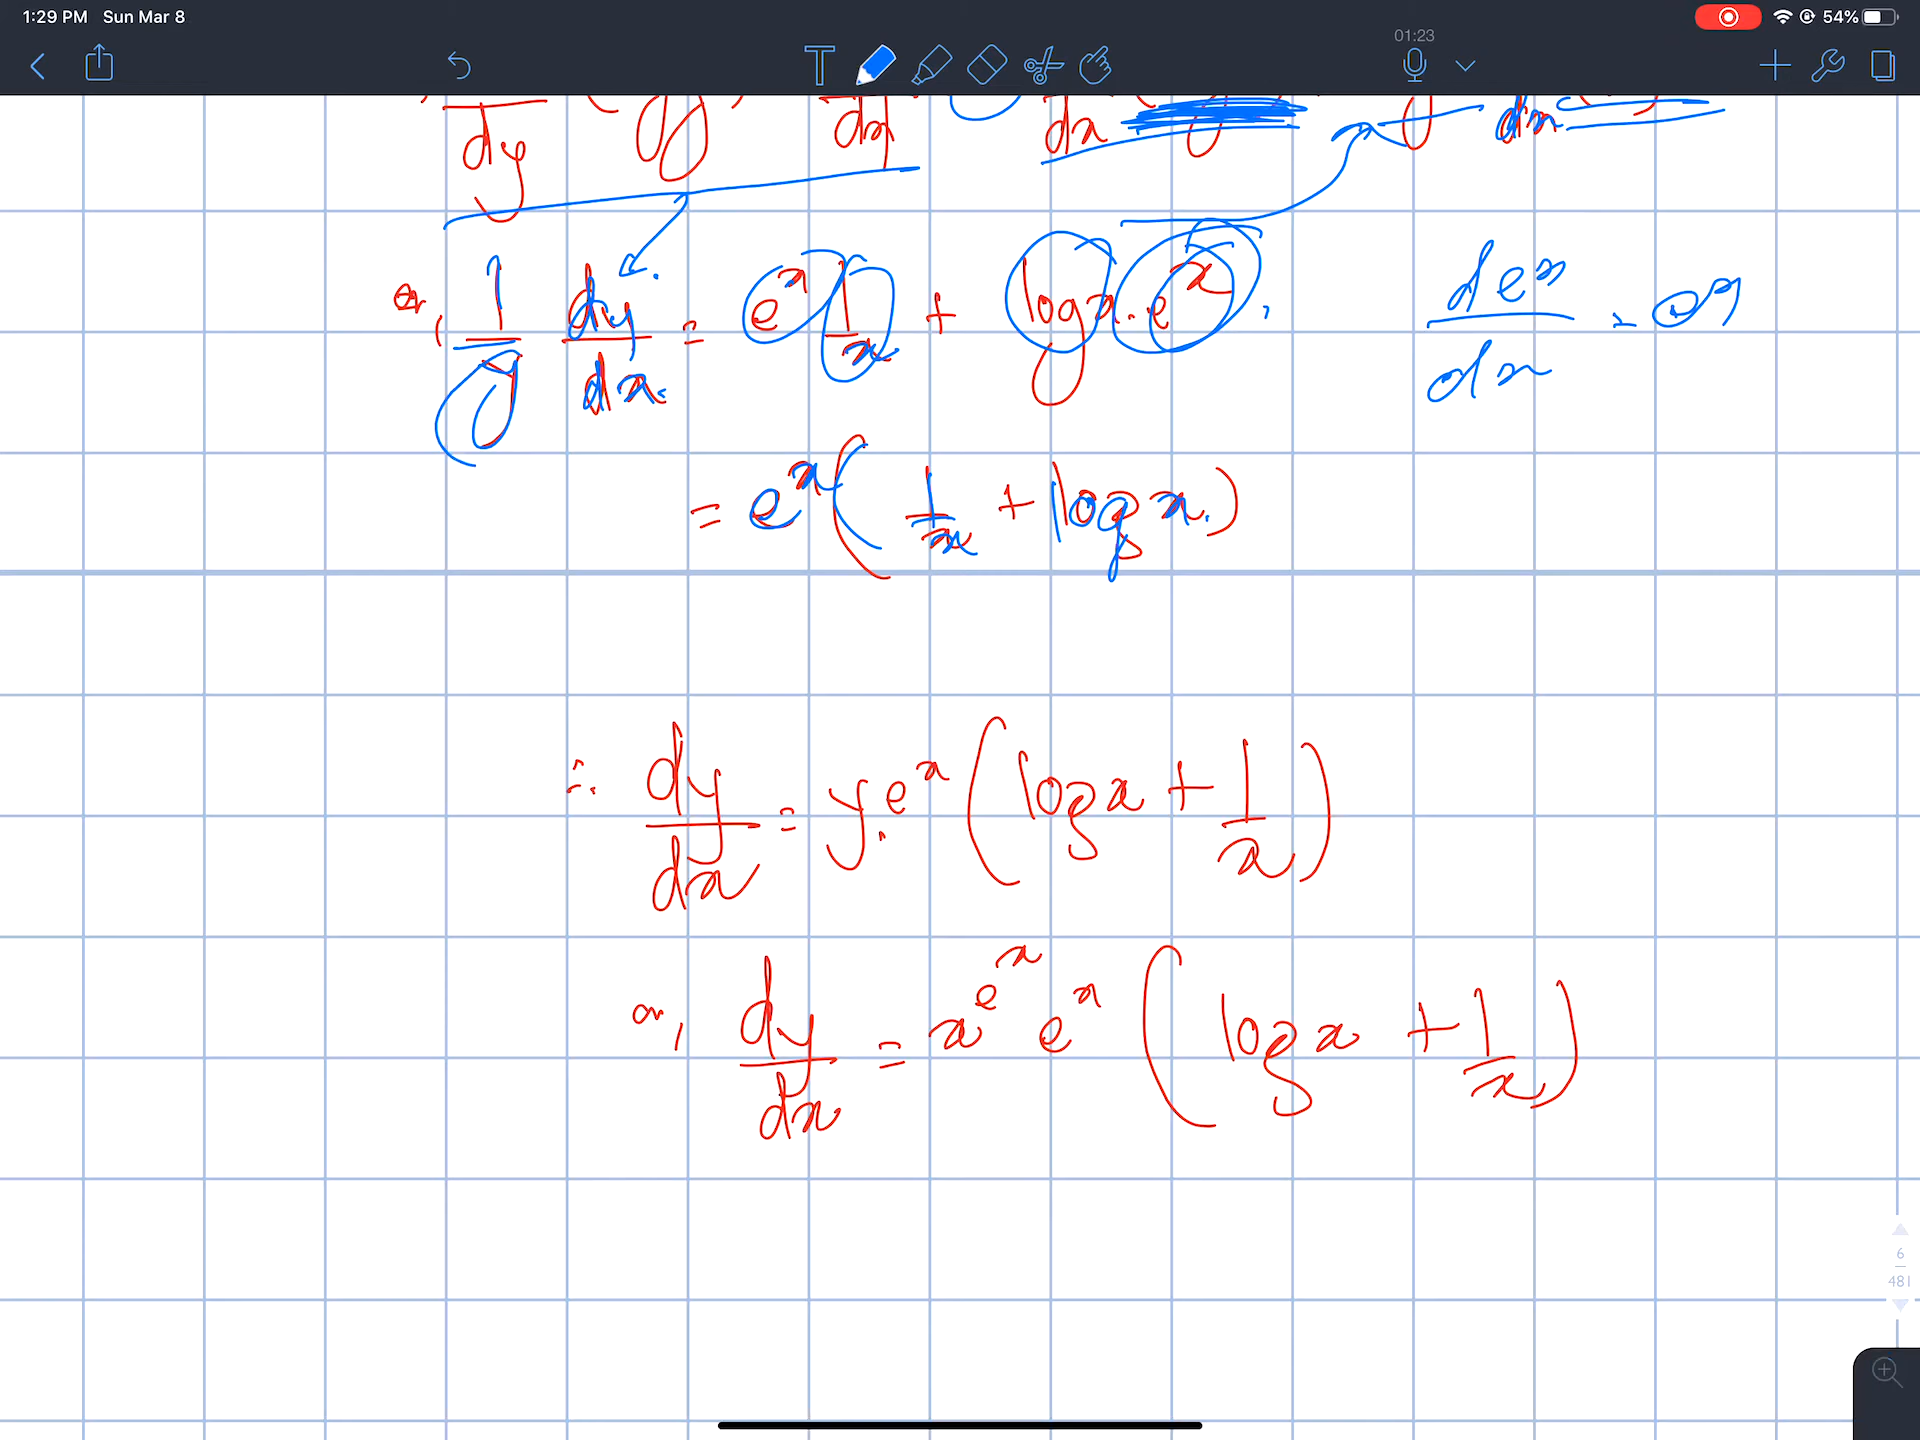 1:29 PM Sun Mar 8 54%
01:23
T
dy dx dx dx
or, 1/y dy/dx = e^x 1/x + log x . e^x, de^x/dx = e^x
= e^x ( 1/x + log x. )
∴ dy/dx = y.e^x ( log x + 1/x )
or, dy/dx = x^e^x e^x ( log x + 1/x )
6
481